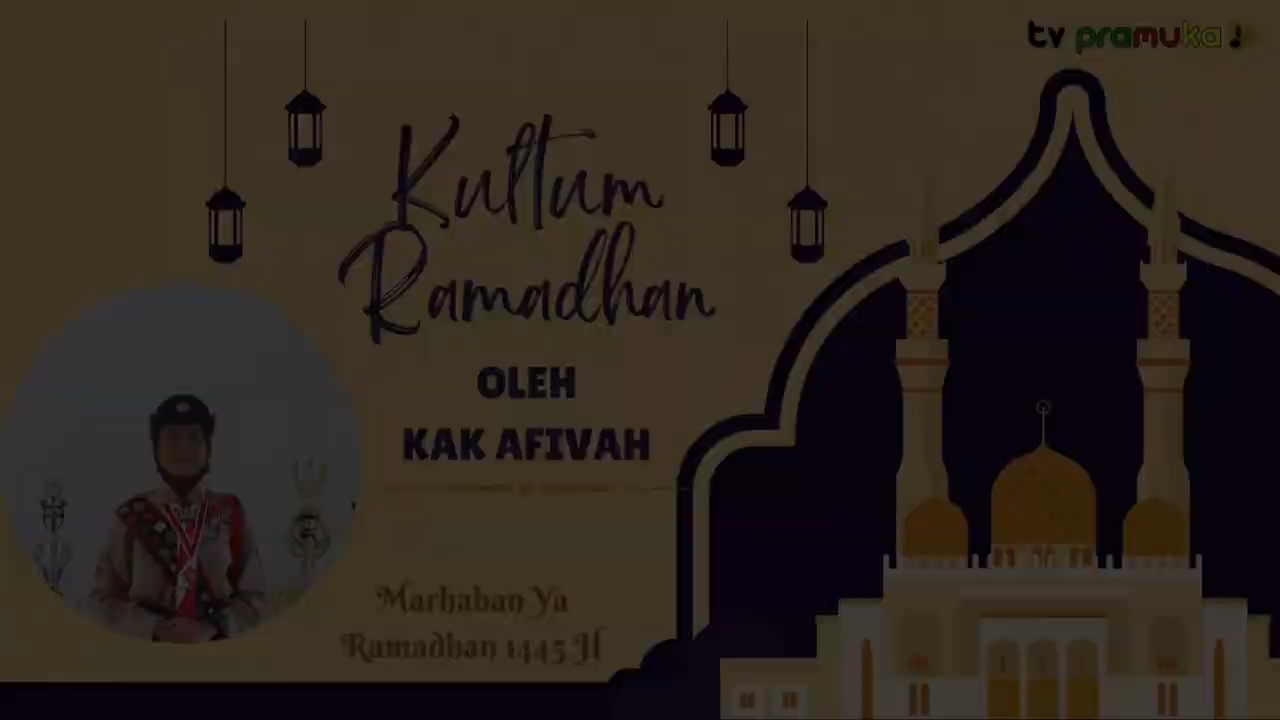 tv pramuka!
Kultum
Ramadhan
OLEH
KAK AFIVAH
Marhaban Ya
Ramadhan 1445 H